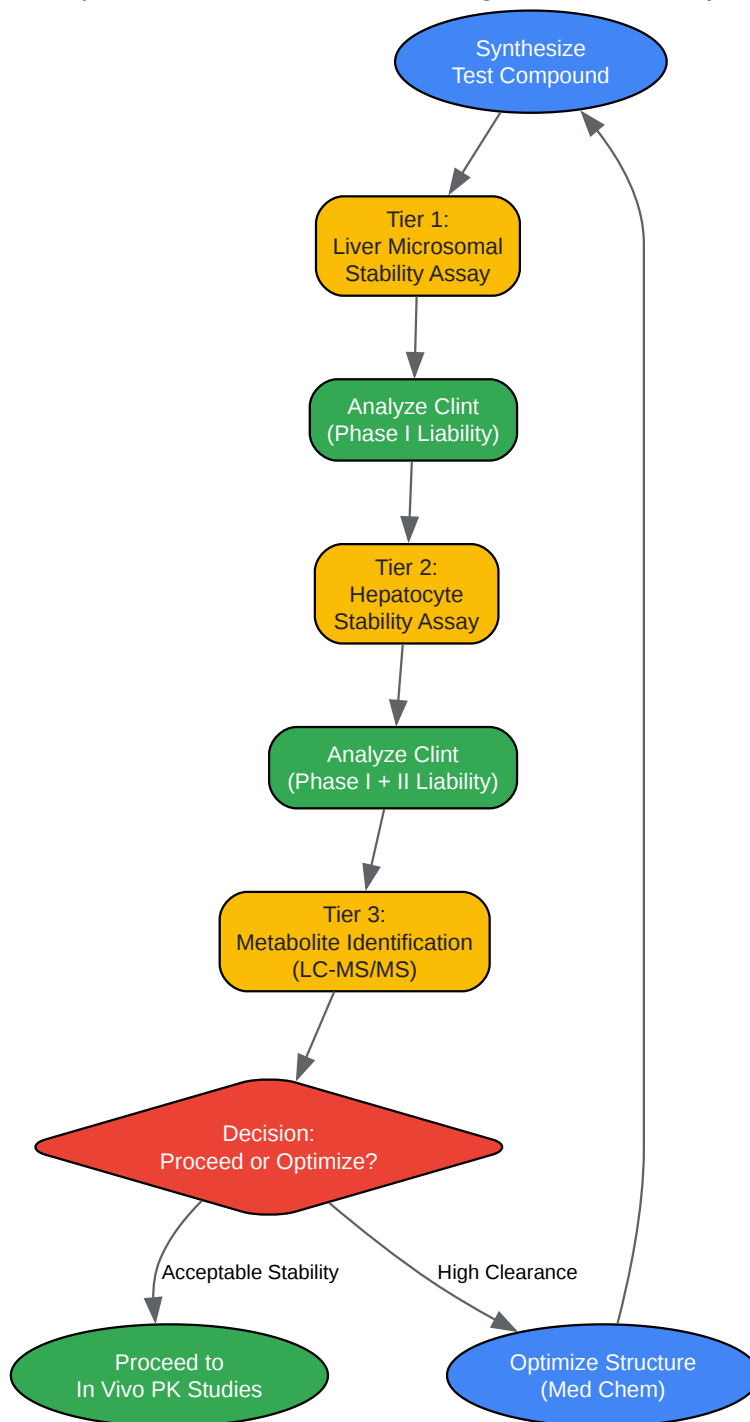 Synthesize
Test Compound
Tier 1:
Liver Microsomal
Stability Assay
Analyze Clint
(Phase I Liability)
Tier 2:
Hepatocyte
Stability Assay
Analyze Clint
(Phase I + II Liability)
Tier 3:
Metabolite Identification
(LC-MS/MS)
Decision:
Proceed or Optimize?
Acceptable Stability
High Clearance
Proceed to
In Vivo PK Studies
Optimize Structure
(Med Chem)